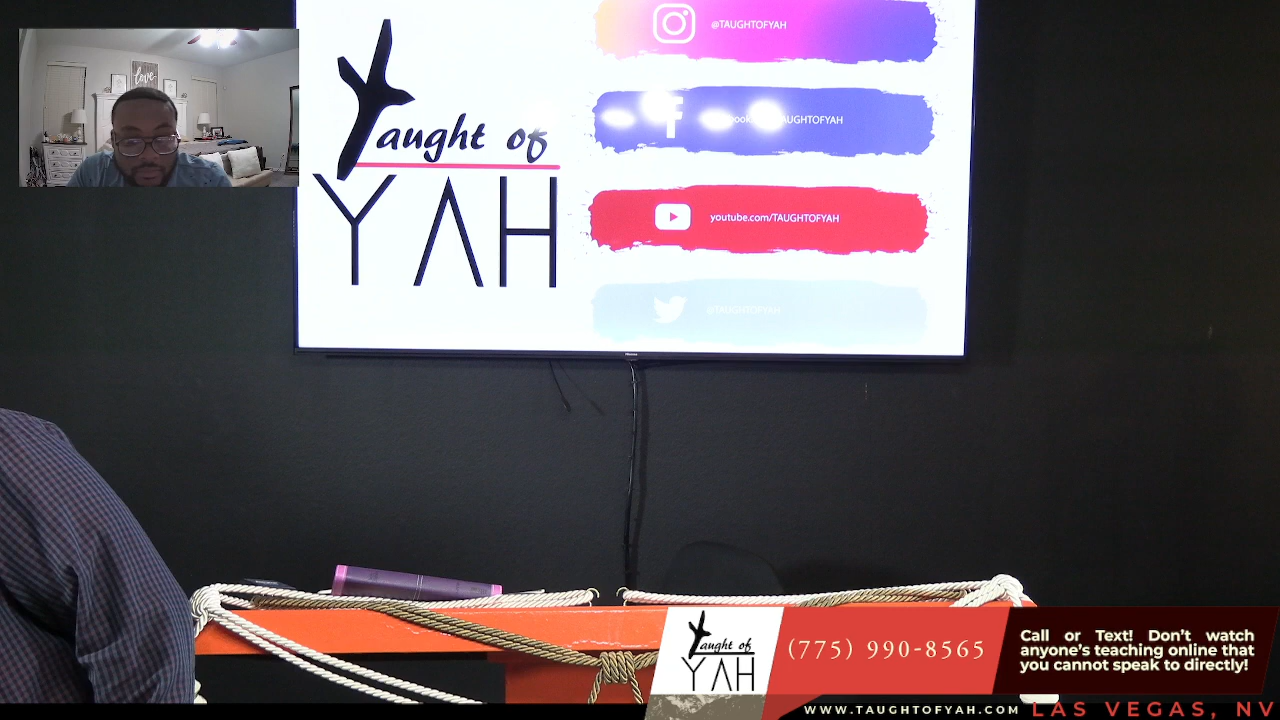 love
Taught of
YAH
@TAUGHTOFYAH
youtube.com/TAUGHTOFYAH
@TAUGHTOFYAH
Hisense
Taught of
YAH
(775) 990-8565
Call or Text! Don't watch
anyone's teaching online that
you cannot speak to directly!
WWW.TAUGHTOFYAH.COM
LAS VEGAS, NV